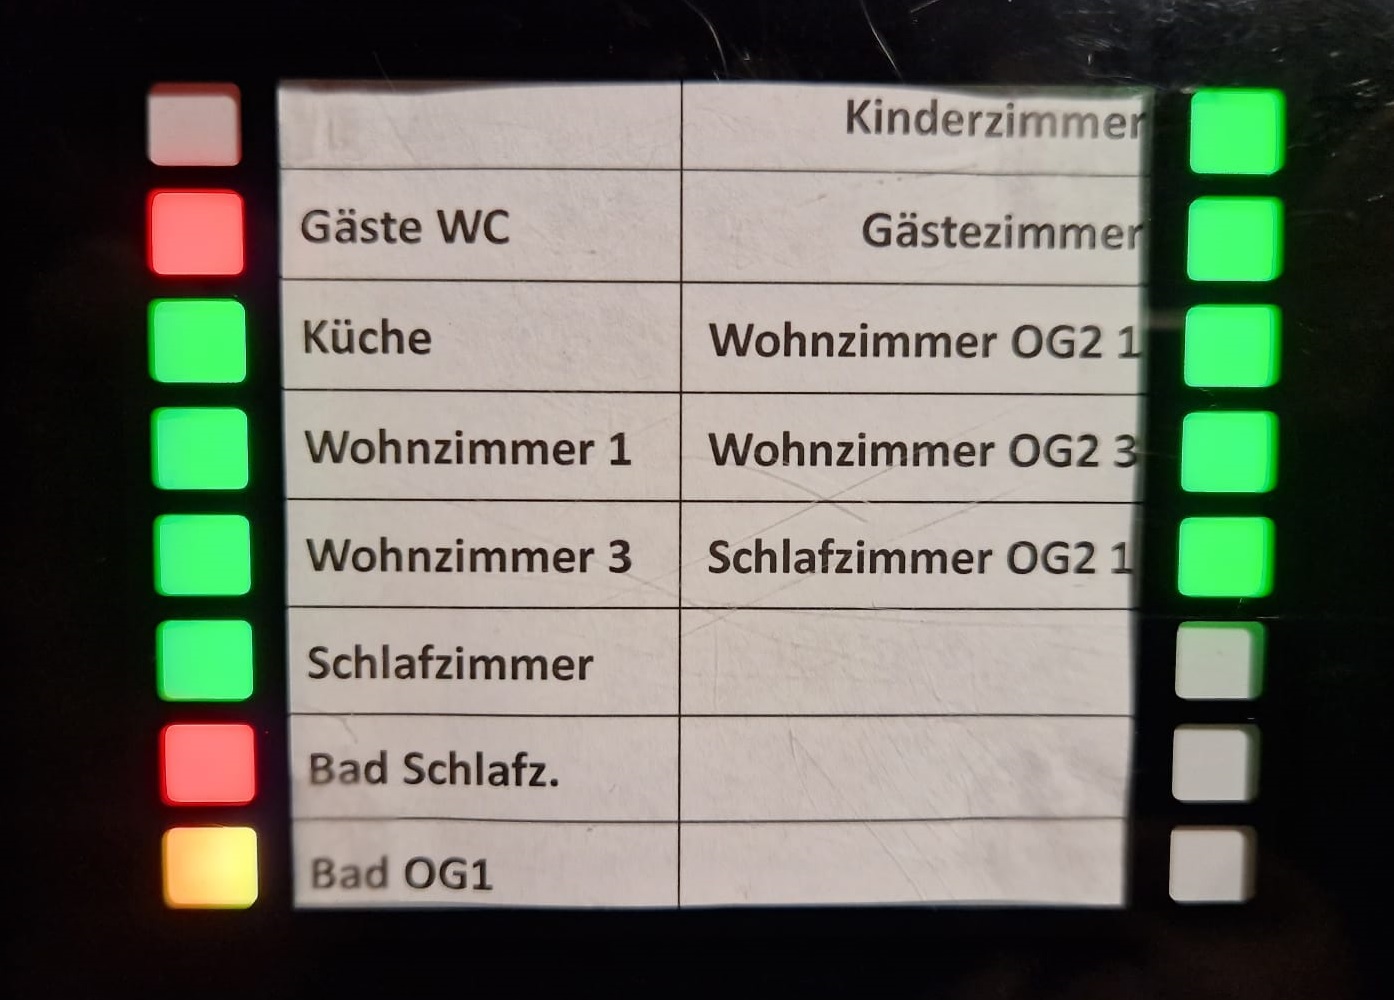 Kinderzimmer
Gäste WC
Gästezimmer
Küche
Wohnzimmer OG2 1
Wohnzimmer 1
Wohnzimmer OG2 3
Wohnzimmer 3
Schlafzimmer OG2 1
Schlafzimmer
Bad Schlafz.
Bad OG1